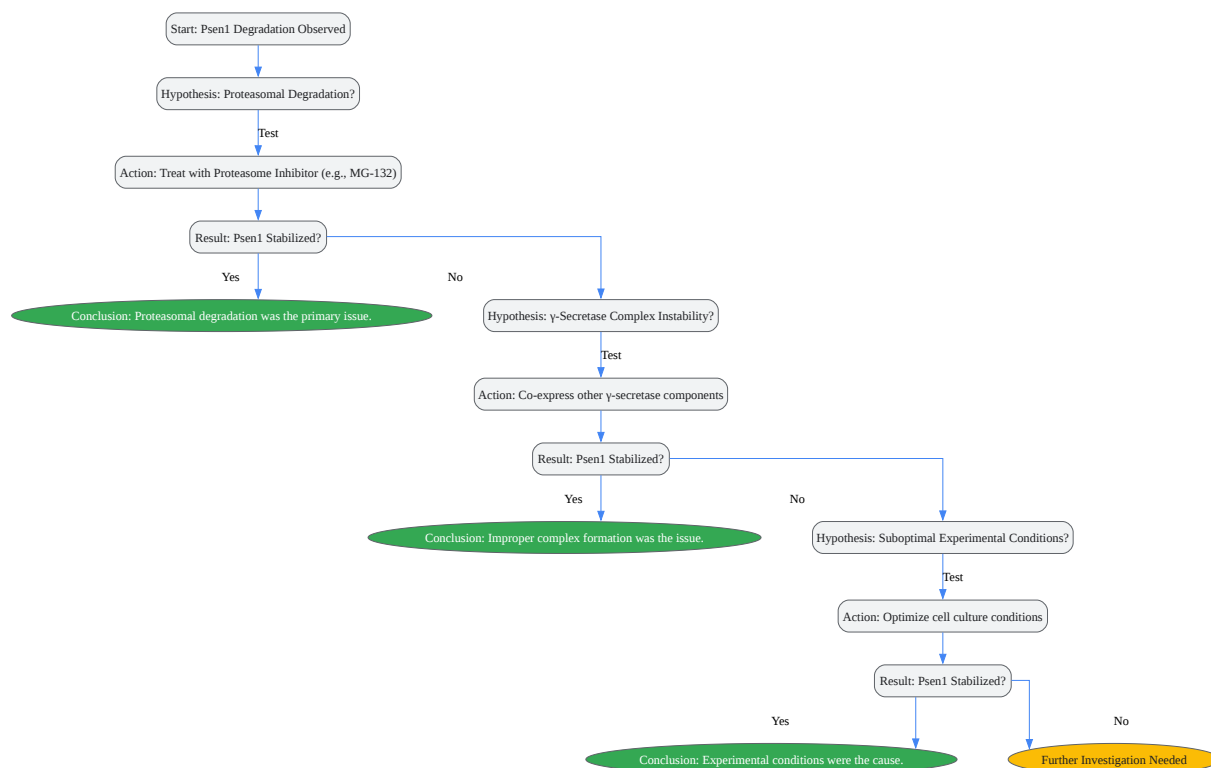 Start: Psen1 Degradation Observed
Hypothesis: Proteasomal Degradation?
Test
Action: Treat with Proteasome Inhibitor (e.g., MG-132)
Result: Psen1 Stabilized?
Yes
No
Conclusion: Proteasomal degradation was the primary issue.
Hypothesis: γ-Secretase Complex Instability?
Test
Action: Co-express other γ-secretase components
Result: Psen1 Stabilized?
Yes
No
Conclusion: Improper complex formation was the issue.
Hypothesis: Suboptimal Experimental Conditions?
Test
Action: Optimize cell culture conditions
Result: Psen1 Stabilized?
Yes
No
Conclusion: Experimental conditions were the cause.
Further Investigation Needed